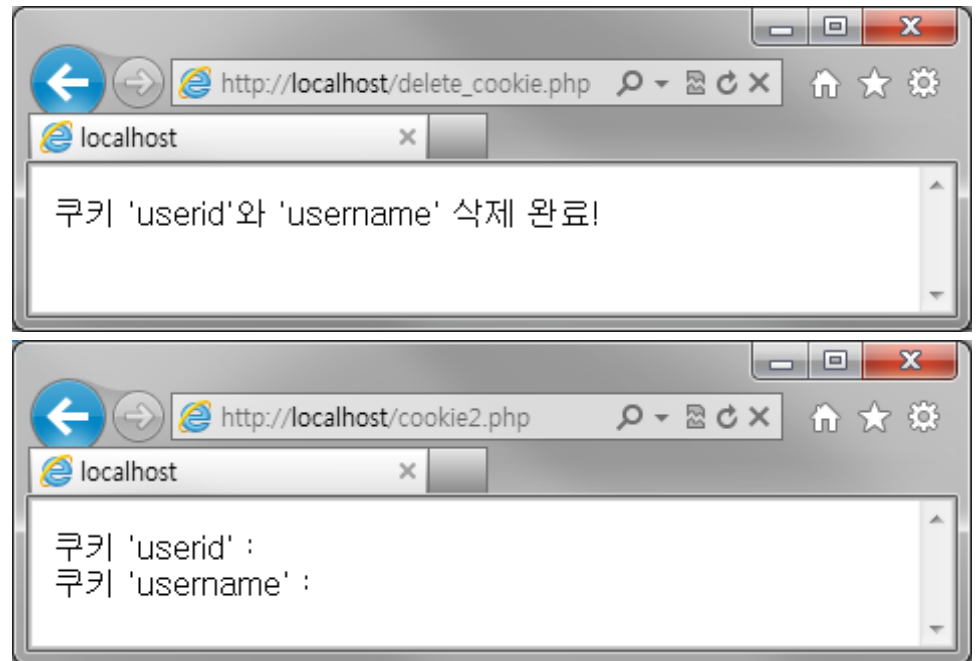 http://localhost/delete_cookie.php
localhost
쿠키 'userid'와 'username' 삭제 완료!
http://localhost/cookie2.php
localhost
쿠키 'userid' :
쿠키 'username' :